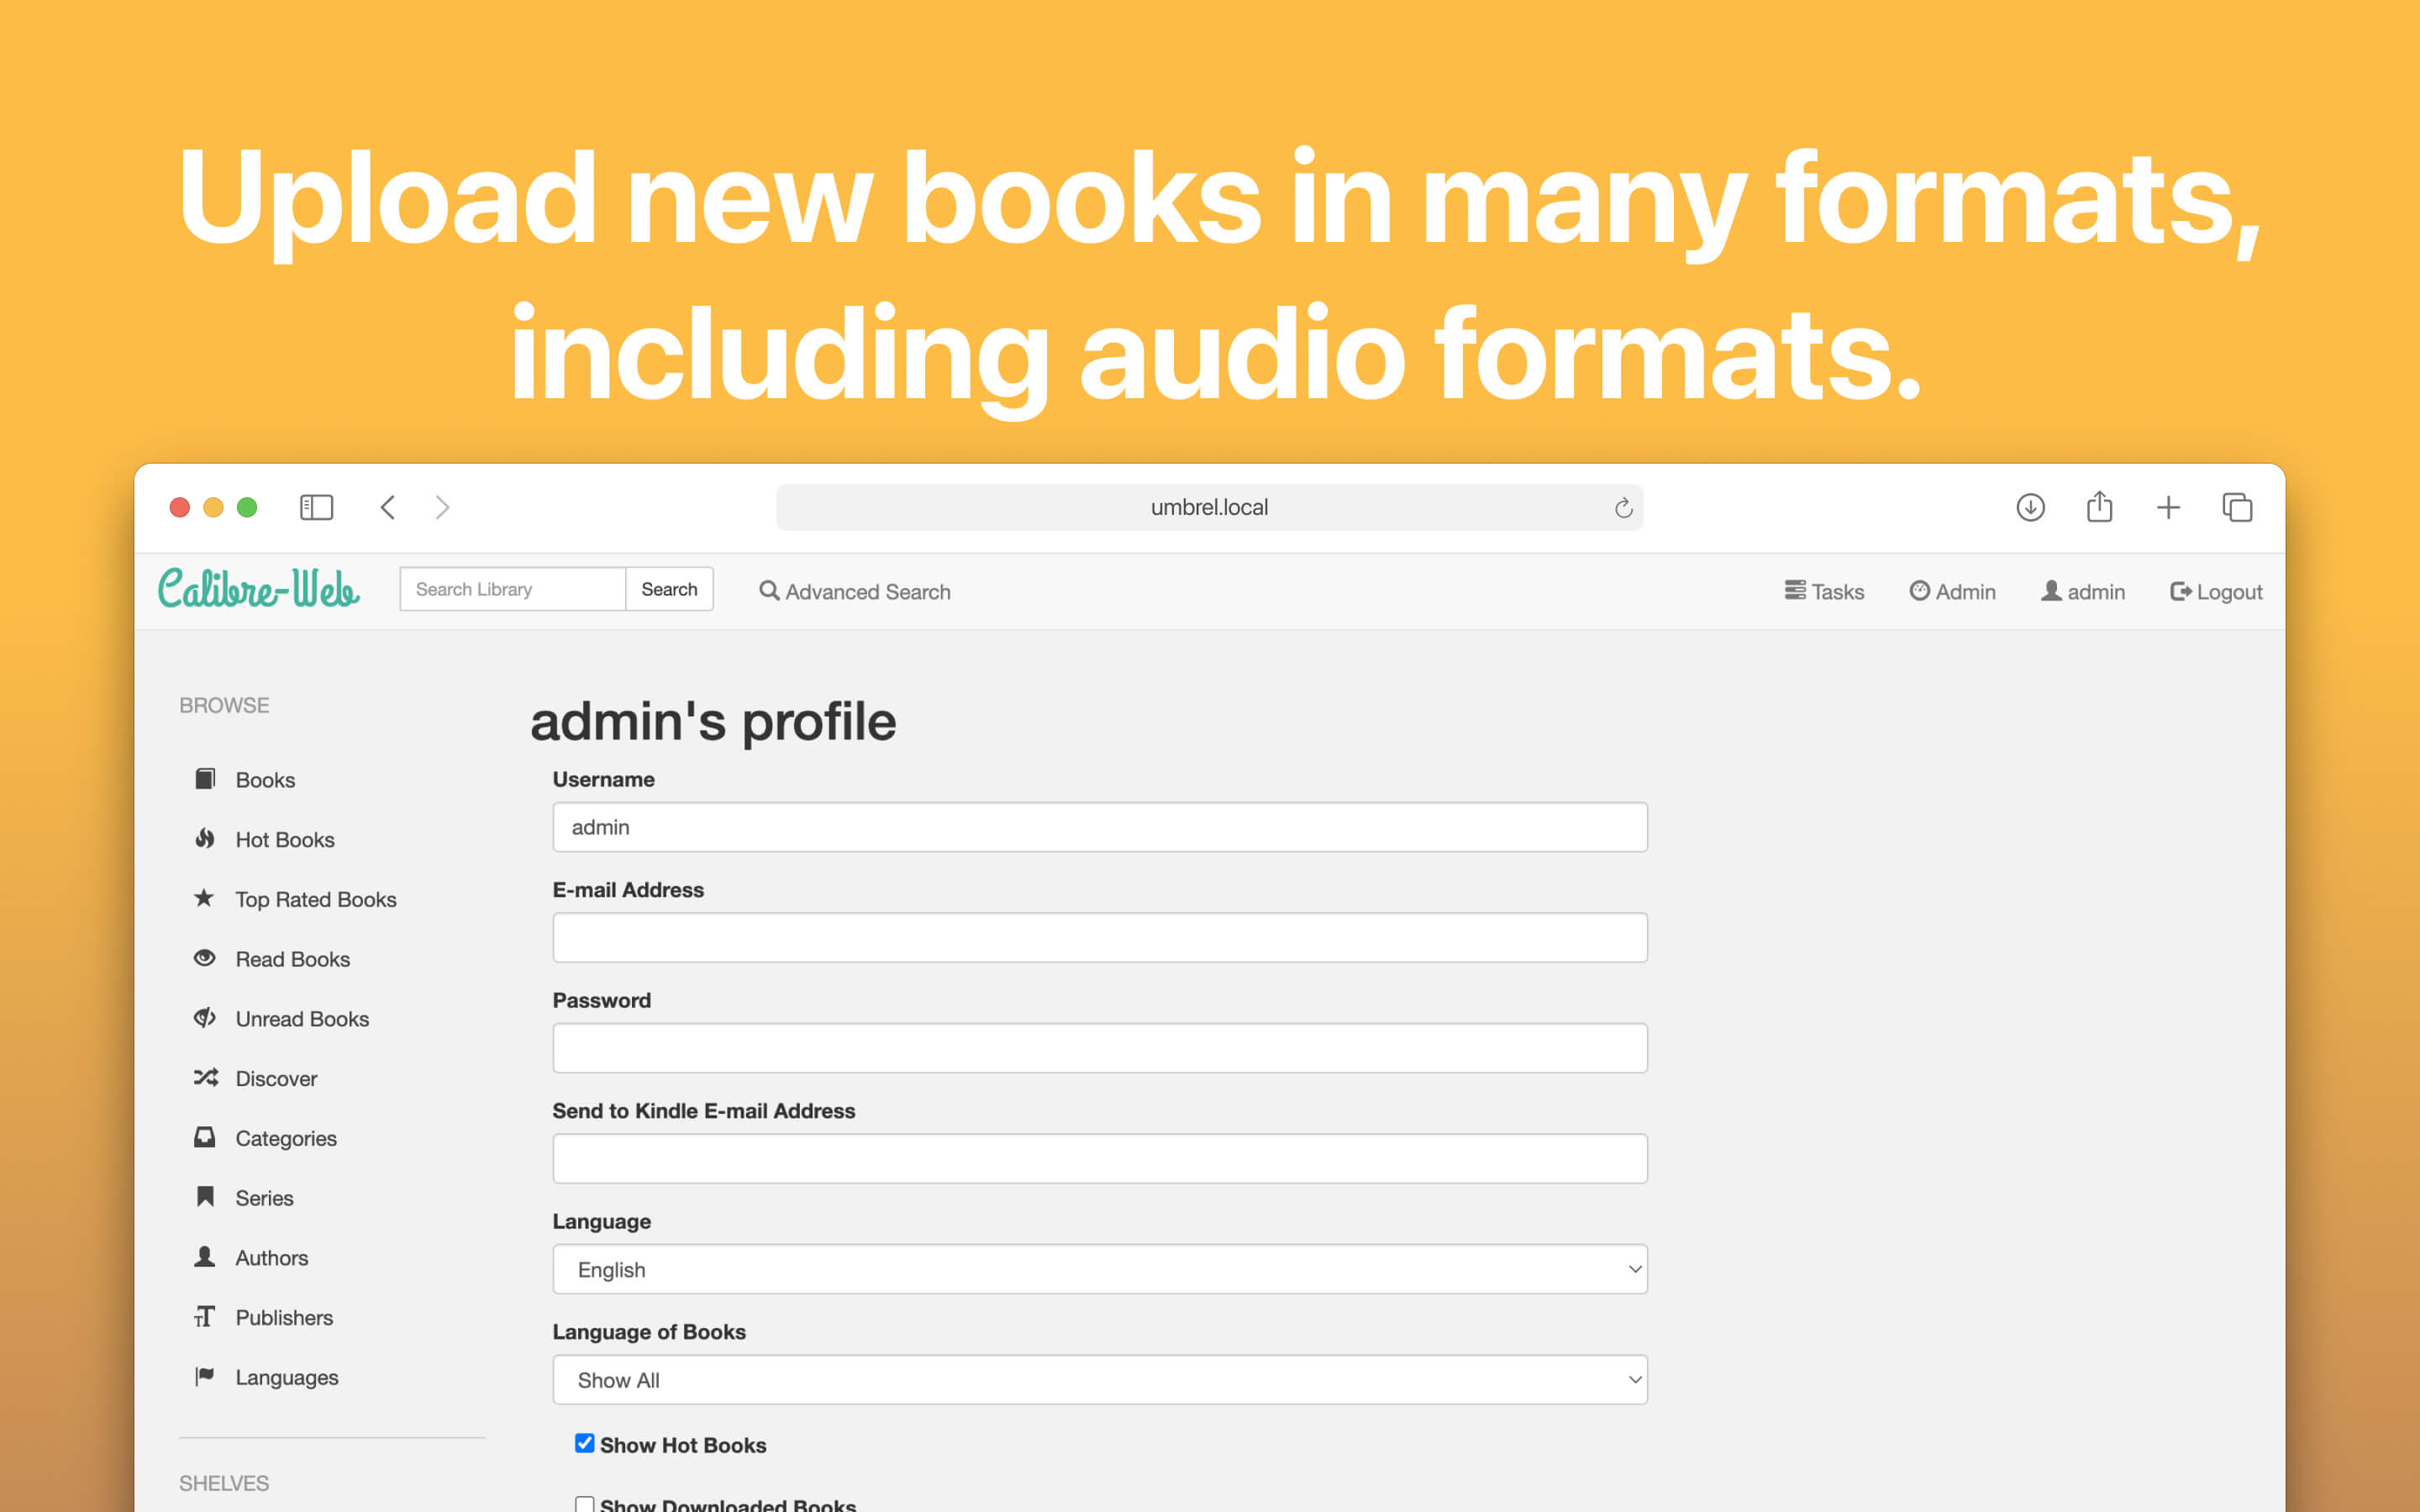 Upload new books in many formats,
including audio formats.
umbrel.local
Calibre-Web
Search Library
Search
Advanced Search
Tasks
Admin
admin
Logout
BROWSE
Books
Hot Books
Top Rated Books
Read Books
Unread Books
Discover
Categories
Series
Authors
Publishers
Languages
SHELVES
admin's profile
Username
admin
E-mail Address
Password
Send to Kindle E-mail Address
Language
English
Language of Books
Show All
Show Hot Books
Show Downloaded Books